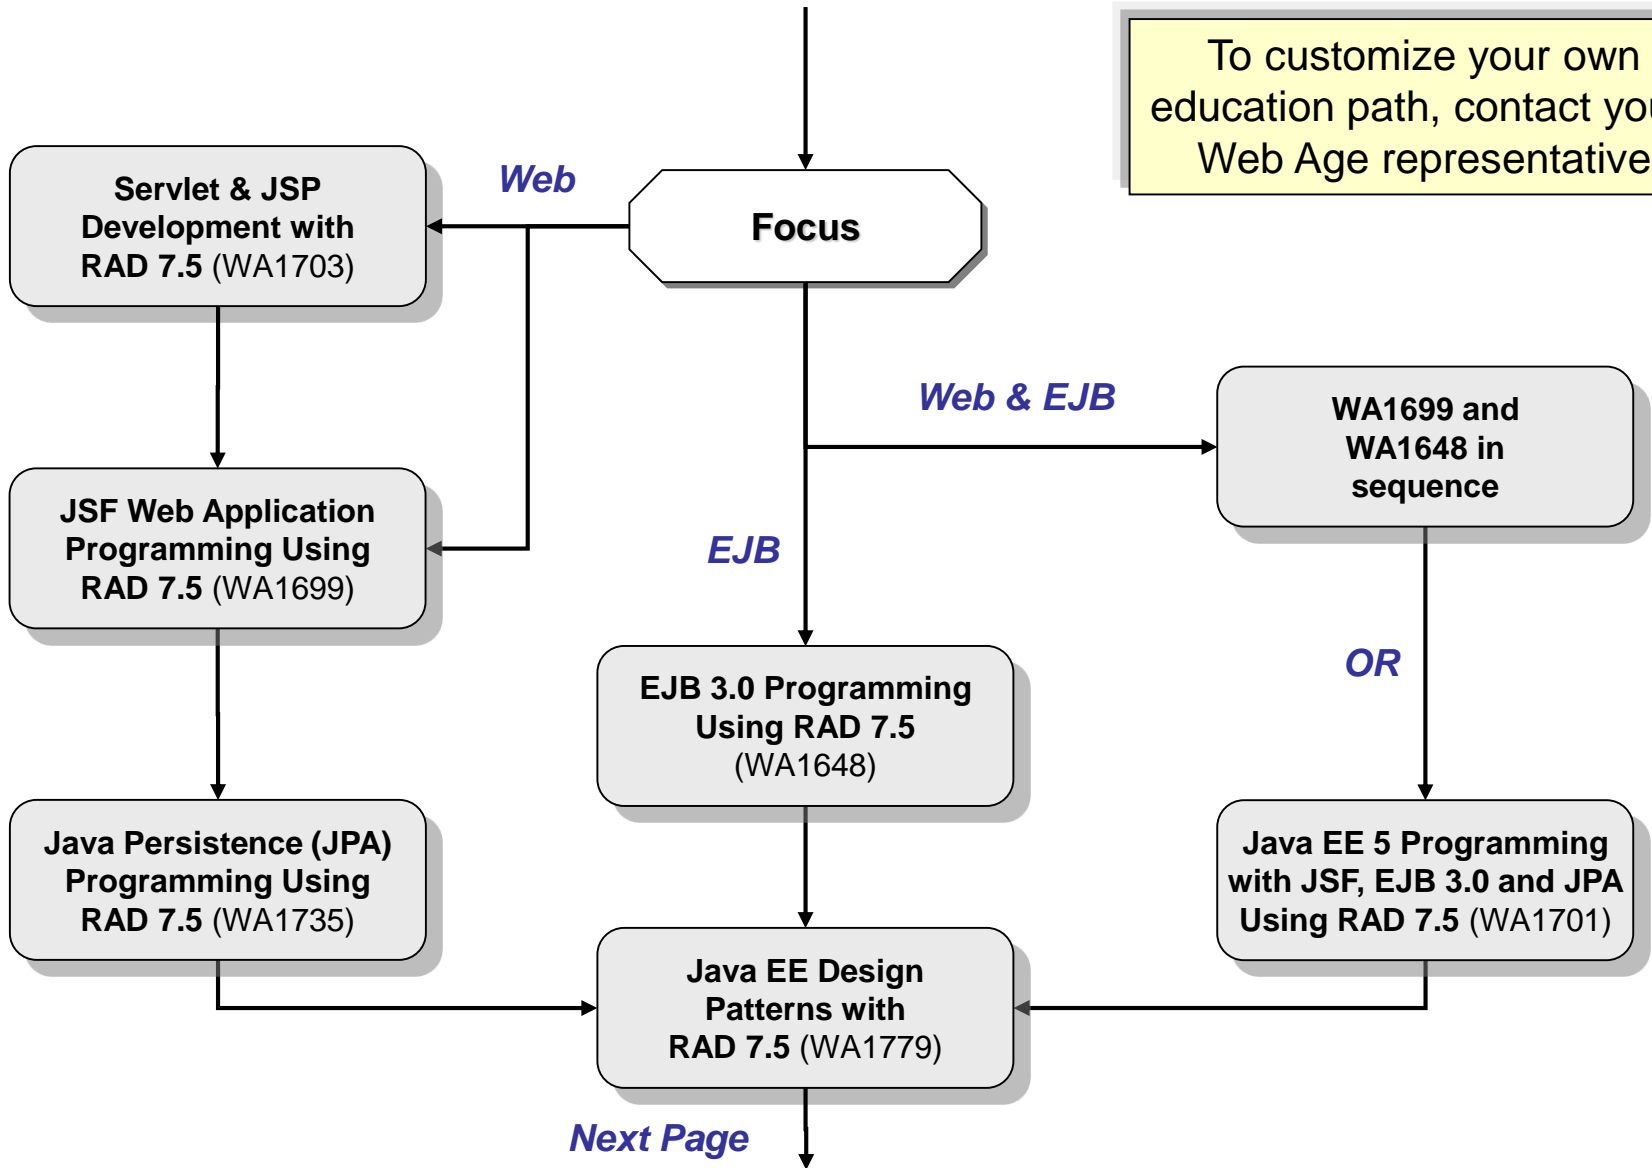 To customize your own
education path, contact
Web Age representative
Web
Focus
Servlet & JSP
Development with
RAD 7.5 (WA1703)
Web & EJB
WA1699 and
WA1648 in
sequence
JSF Web Application
Programming Using
RAD 7.5 (WA1699)
EJB
OR
EJB 3.0 Programming
Using RAD 7.5
(WA1648)
Java Persistence (JPA)
Programming Using
RAD 7.5 (WA1735)
Java EE 5 Programming
with JSF, EJB 3.0 and JPA
Using RAD 7.5 (WA1701)
Java EE Design
Patterns with
RAD 7.5 (WA1779)
Next Page